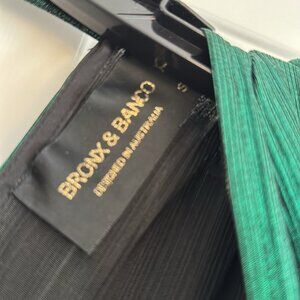 BRONX & BANCO
DESIGNED IN AUSTRALIA
S